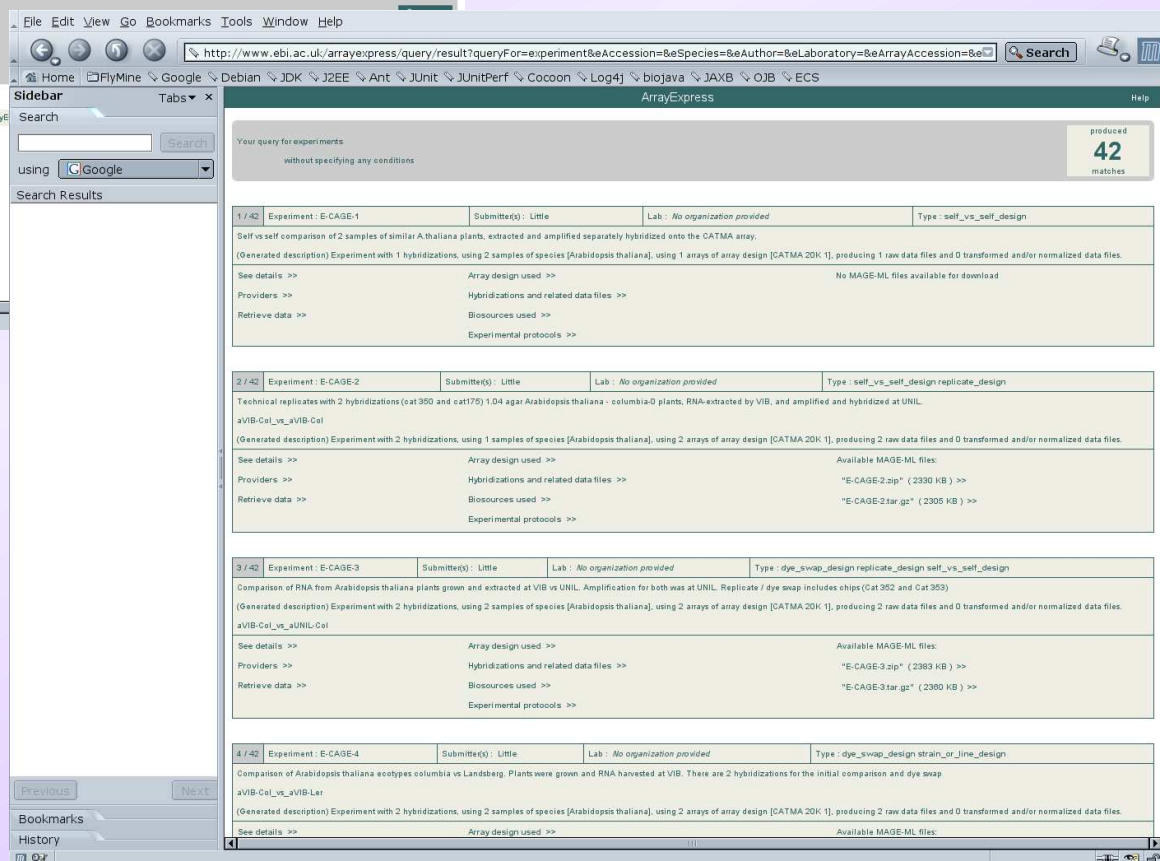 File Edit View Go Bookmarks Tools Window Help
http://www.ebi.ac.uk/arrayexpress/query/result?queryFor=experiment&eAccession=&eSpecies=&eAuthor=&eLaboratory=&eArrayAccession=&e
Search
Home FlyMine Google Debian JDK J2EE Ant JUnit JUnitPerf Cocoon Log4j biojava JAXB OJB ECS
Sidebar Tabs ×
Search
Search
using Google
Search Results
Previous Next
Bookmarks
History
ArrayExpress Help
Your query for experiments
without specifying any conditions
produced
42
matches
1 / 42 Experiment : E-CAGE-1 Submitter(s) : Little Lab : No organization provided Type : self_vs_self_design
Self vs self comparison of 2 samples of similar A.thaliana plants, extracted and amplified separately hybridized onto the CATMA array.
(Generated description) Experiment with 1 hybridizations, using 2 samples of species [Arabidopsis thaliana], using 1 arrays of array design [CATMA 20K 1], producing 1 raw data files and 0 transformed and/or normalized data files.
See details >> Array design used >> No MAGE-ML files available for download
Providers >> Hybridizations and related data files >>
Retrieve data >> Biosources used >>
Experimental protocols >>
2 / 42 Experiment : E-CAGE-2 Submitter(s) : Little Lab : No organization provided Type : self_vs_self_design replicate_design
Technical replicates with 2 hybridizations (cat 350 and cat175) 1.04 agar Arabidopsis thaliana - columbia-0 plants, RNA-extracted by VIB, and amplified and hybridized at UNIL.
aVIB-Col_vs_aVIB-Col
(Generated description) Experiment with 2 hybridizations, using 1 samples of species [Arabidopsis thaliana], using 2 arrays of array design [CATMA 20K 1], producing 2 raw data files and 0 transformed and/or normalized data files.
See details >> Array design used >> Available MAGE-ML files:
Providers >> Hybridizations and related data files >> "E-CAGE-2.zip" ( 2330 KB ) >>
Retrieve data >> Biosources used >> "E-CAGE-2.tar.gz" ( 2305 KB ) >>
Experimental protocols >>
3 / 42 Experiment : E-CAGE-3 Submitter(s) : Little Lab : No organization provided Type : dye_swap_design replicate_design self_vs_self_design
Comparison of RNA from Arabidopsis thaliana plants grown and extracted at VIB vs UNIL. Amplification for both was at UNIL. Replicate / dye swap includes chips (Cat 352 and Cat 353)
(Generated description) Experiment with 2 hybridizations, using 2 samples of species [Arabidopsis thaliana], using 2 arrays of array design [CATMA 20K 1], producing 2 raw data files and 0 transformed and/or normalized data files.
aVIB-Col_vs_aUNIL-Col
See details >> Array design used >> Available MAGE-ML files:
Providers >> Hybridizations and related data files >> "E-CAGE-3.zip" ( 2383 KB ) >>
Retrieve data >> Biosources used >> "E-CAGE-3.tar.gz" ( 2360 KB ) >>
Experimental protocols >>
4 / 42 Experiment : E-CAGE-4 Submitter(s) : Little Lab : No organization provided Type : dye_swap_design strain_or_line_design
Comparison of Arabidopsis thaliana ecotypes columbia vs Landsberg. Plants were grown and RNA harvested at VIB. There are 2 hybridizations for the initial comparison and dye swap
aVIB-Col_vs_aVIB-Ler
(Generated description) Experiment with 2 hybridizations, using 2 samples of species [Arabidopsis thaliana], using 2 arrays of array design [CATMA 20K 1], producing 2 raw data files and 0 transformed and/or normalized data files.
See details >> Array design used >> Available MAGE-ML files: